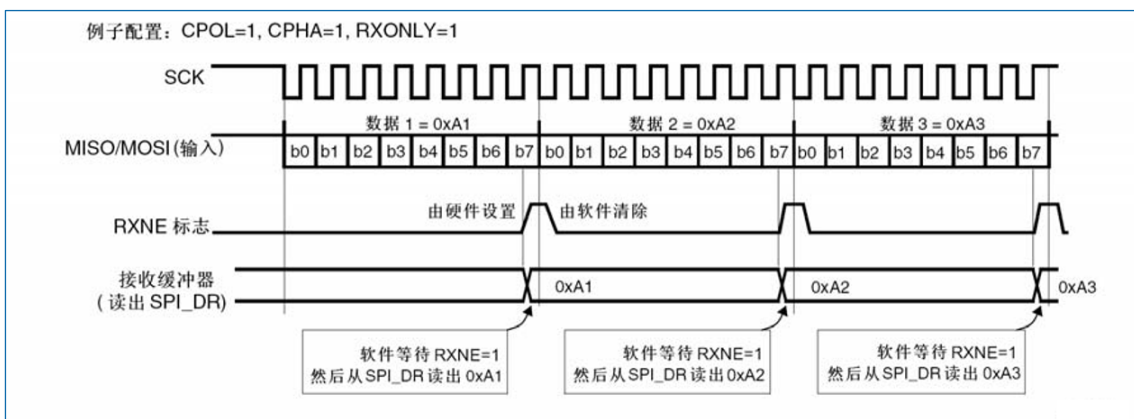 例子配置：CPOL=1, CPHA=1, RXONLY=1
SCK
数据 1 = 0xA1
数据 2 = 0xA2
数据 3 = 0xA3
MISO/MOSI (输入)
b0 b1 b2 b3 b4 b5 b6 b7 b0 b1 b2 b3 b4 b5 b6 b7 b0 b1 b2 b3 b4 b5 b6 b7
由硬件设置
由软件清除
RXNE 标志
接收缓冲器
( 读出 SPI_DR)
0xA1
0xA2
0xA3
软件等待 RXNE=1
然后从SPI_DR 读出 0xA1
软件等待 RXNE=1
然后从SPI_DR 读出 0xA2
软件等待 RXNE=1
然后从SPI_DR 读出 0xA3